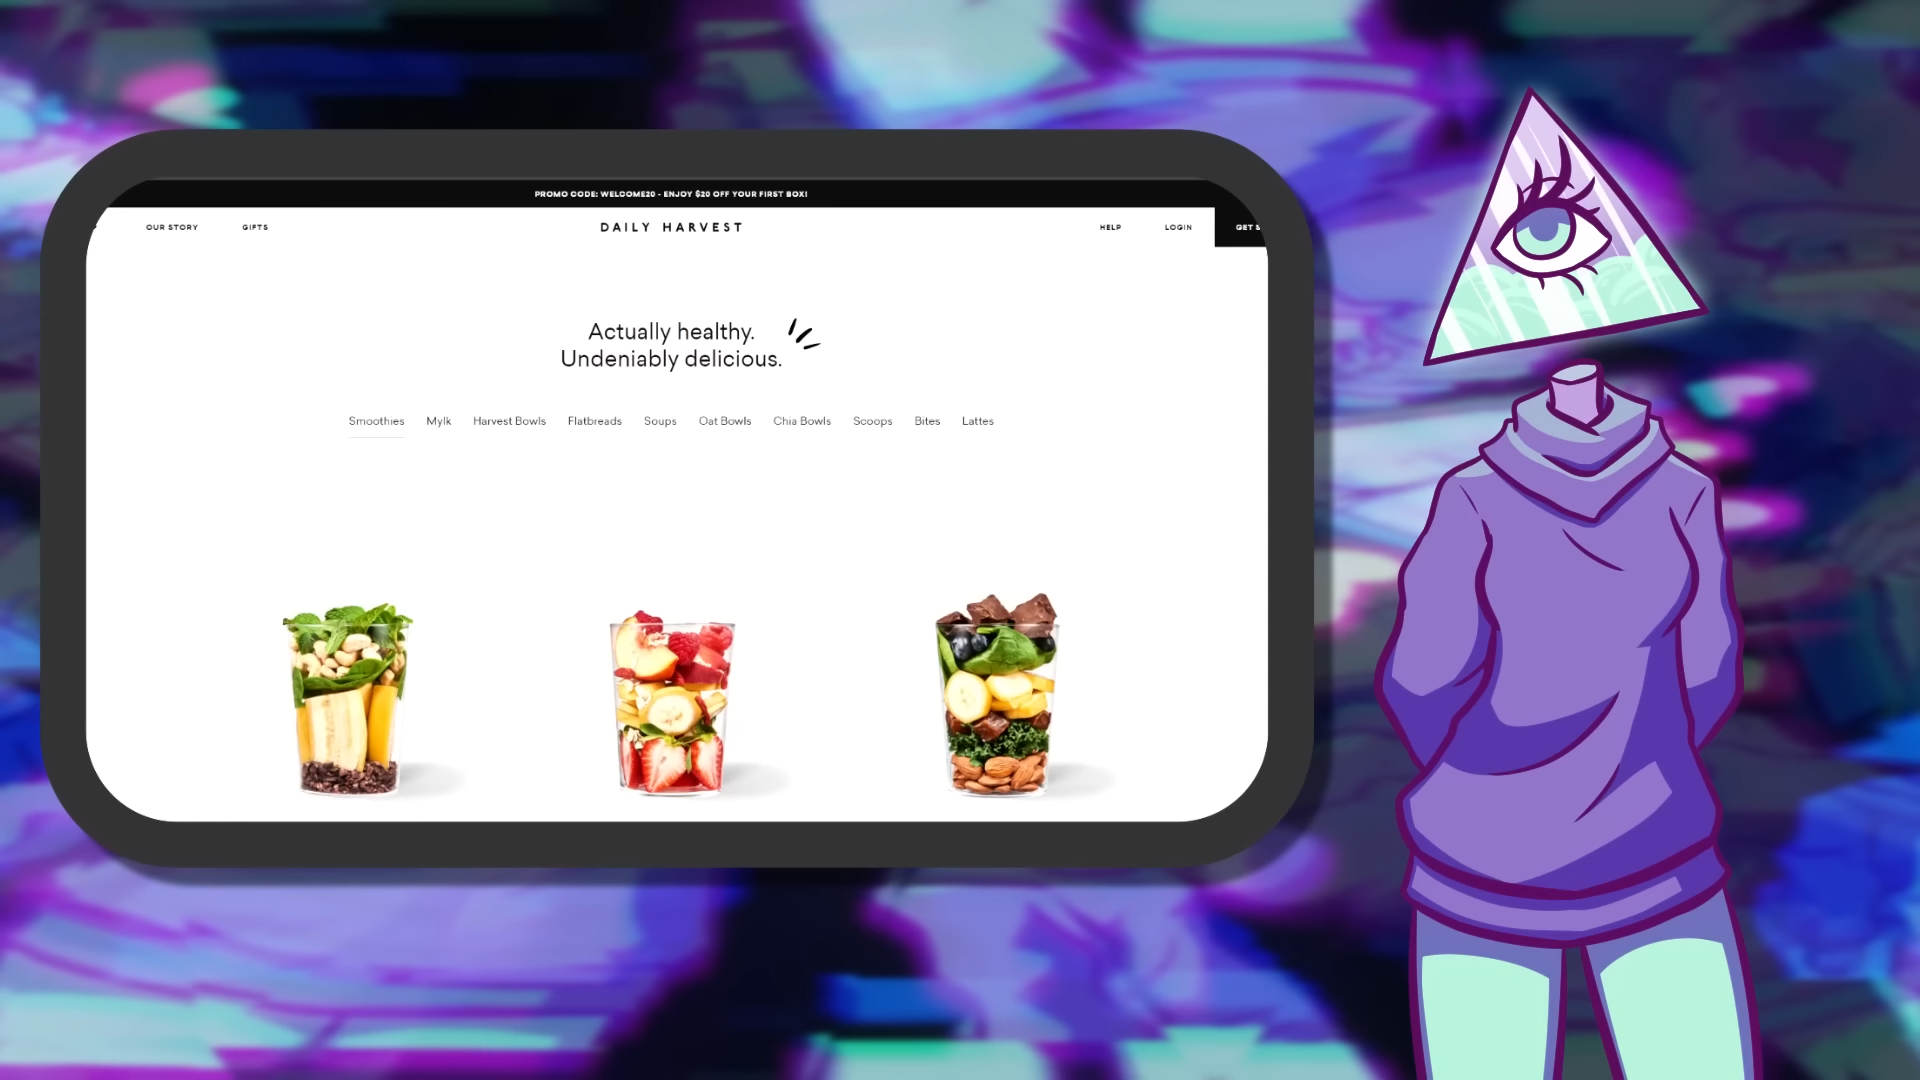 PROMO CODE: WELCOME20 - ENJOY $20 OFF YOUR FIRST BOX!
OUR STORY GIFTS DAILY HARVEST HELP LOGIN GET
Actually healthy.
Undeniably delicious.
Smoothies Mylk Harvest Bowls Flatbreads Soups Oat Bowls Chia Bowls Scoops Bites Lattes